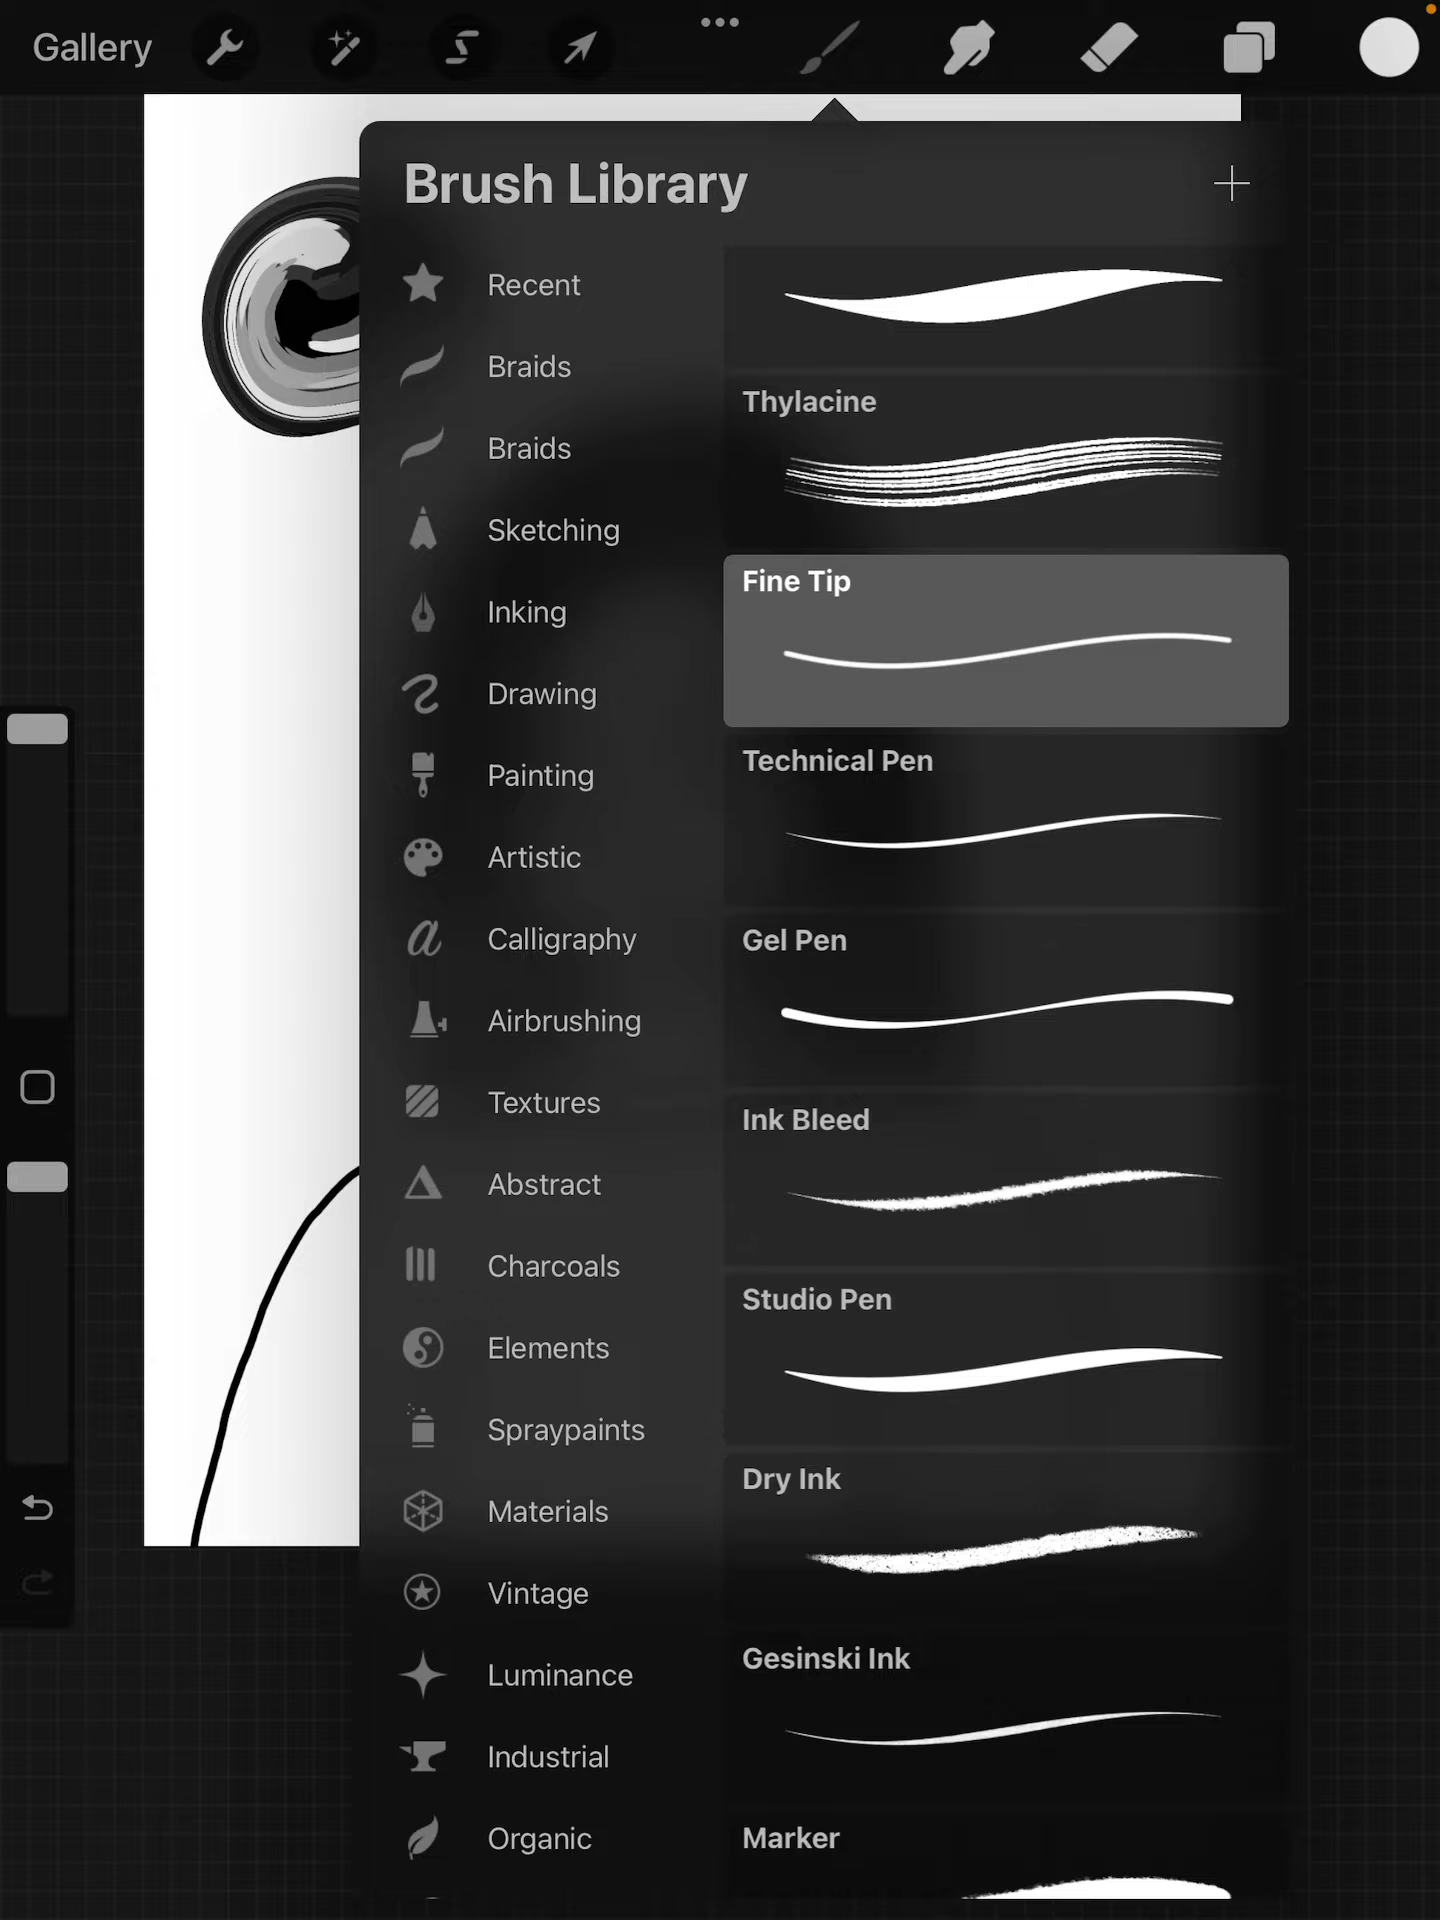 Gallery
Brush Library
Recent
Braids
Braids
Sketching
Inking
Drawing
Painting
Artistic
Calligraphy
Airbrushing
Textures
Abstract
Charcoals
Elements
Spraypaints
Materials
Vintage
Luminance
Industrial
Organic
Thylacine
Fine Tip
Technical Pen
Gel Pen
Ink Bleed
Studio Pen
Dry Ink
Gesinski Ink
Marker